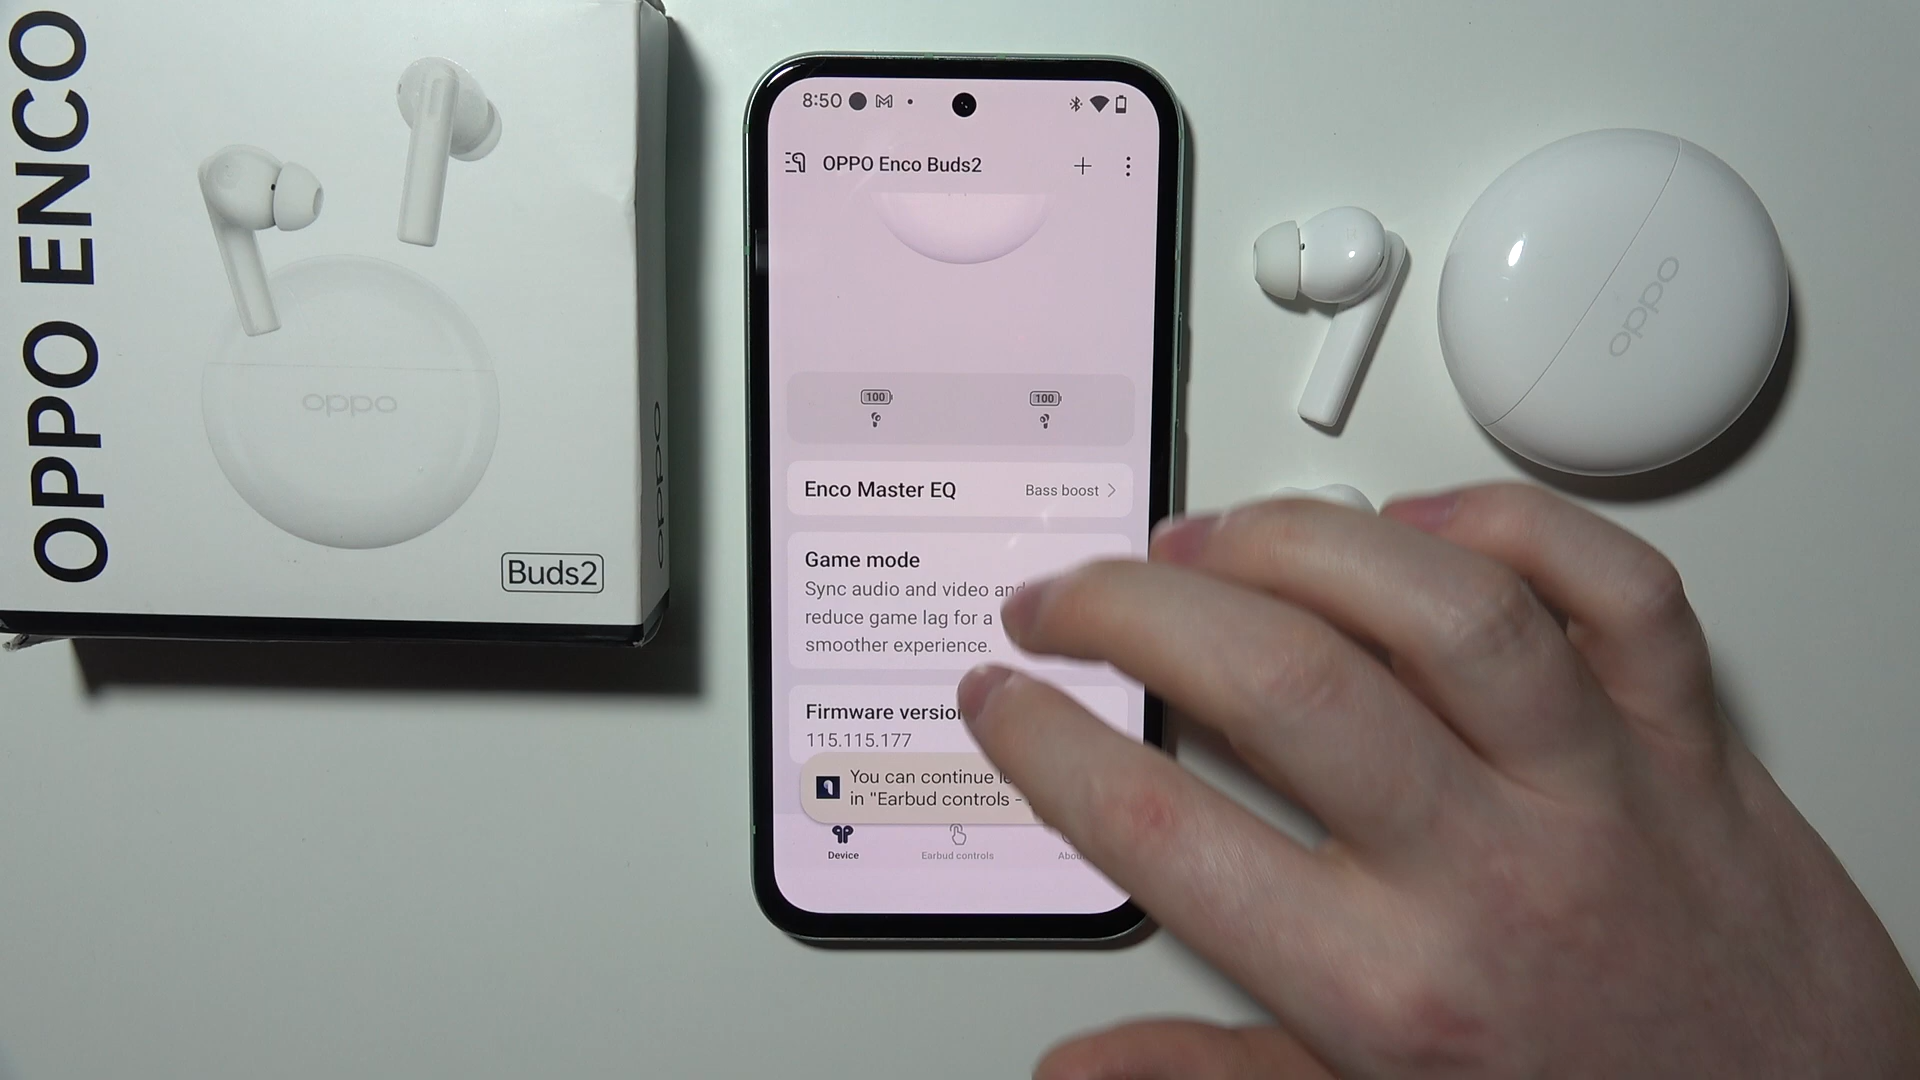 OPPO ENCO
oppo
Buds2
oppo
8:50
OPPO Enco Buds2
100
100
Enco Master EQ
Bass boost
Game mode
Sync audio and video and
reduce game lag for a
smoother experience.
Firmware version
115.115.177
You can continue
in "Earbud controls -
Device
Earbud controls
About
oppo